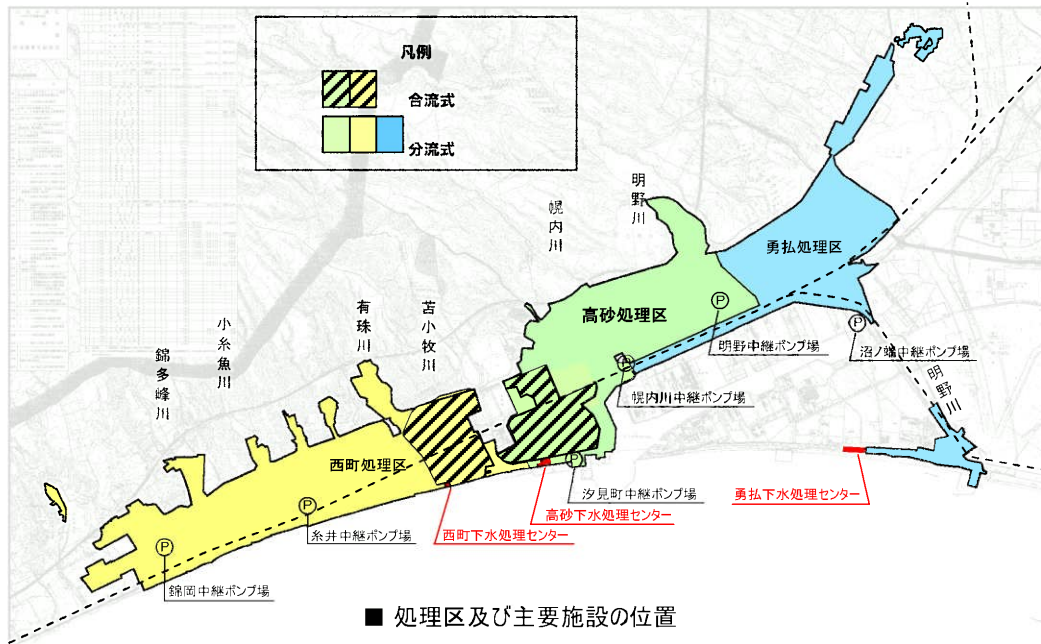 凡例
合流式
分流式
明野川
幌内川
勇払処理区
高砂処理区
有珠川
苫小牧川
小糸魚川
錦多峰川
明野中継ポンプ場
沼ノ端中継ポンプ場
幌内川中継ポンプ場
明野川
西町処理区
汐見町中継ポンプ場
勇払下水処理センター
高砂下水処理センター
糸井中継ポンプ場
西町下水処理センター
錦岡中継ポンプ場
P
P
P
P
P
P
■ 処理区及び主要施設の位置